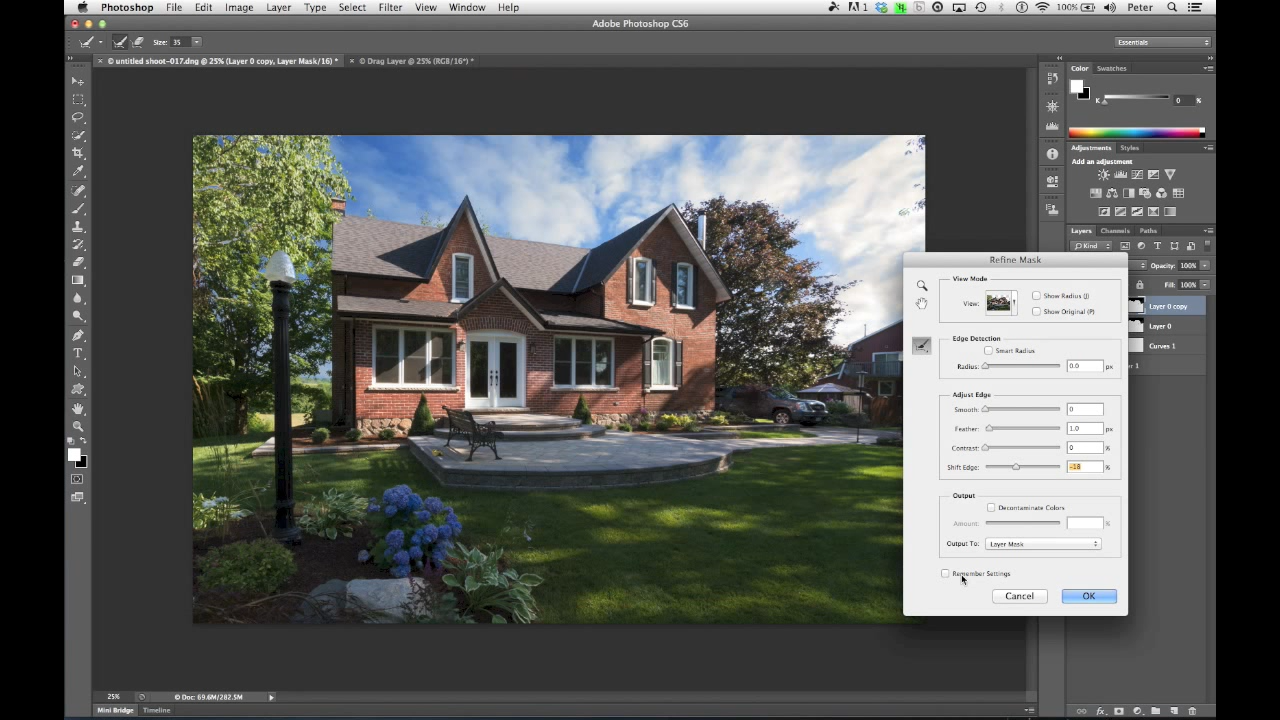 Photoshop File Edit Image Layer Type Select Filter View Window Help
1 100% Peter
Adobe Photoshop CS6
Size: 35 Essentials
× © untitled shoot-017.dng @ 25% (Layer 0 copy, Layer Mask/16) * × © Drag Layer @ 25% (RGB/16*) *
Color Swatches
K 0 %
Adjustments Styles
Add an adjustment
Layers Channels Paths
Kind
Opacity: 100%
Fill: 100%
Layer 0 copy
Layer 0
Curves 1
Refine Mask
View Mode
View: Show Radius (J)
Show Original (P)
Edge Detection
Smart Radius
Radius: 0.0 px
Adjust Edge
Smooth: 0
Feather: 1.0 px
Contrast: 0 %
Shift Edge: -18 %
Output
Decontaminate Colors
Amount: %
Output To: Layer Mask
Remember Settings
Cancel OK
25% © Doc: 69.6M/282.5M
Mini Bridge Timeline